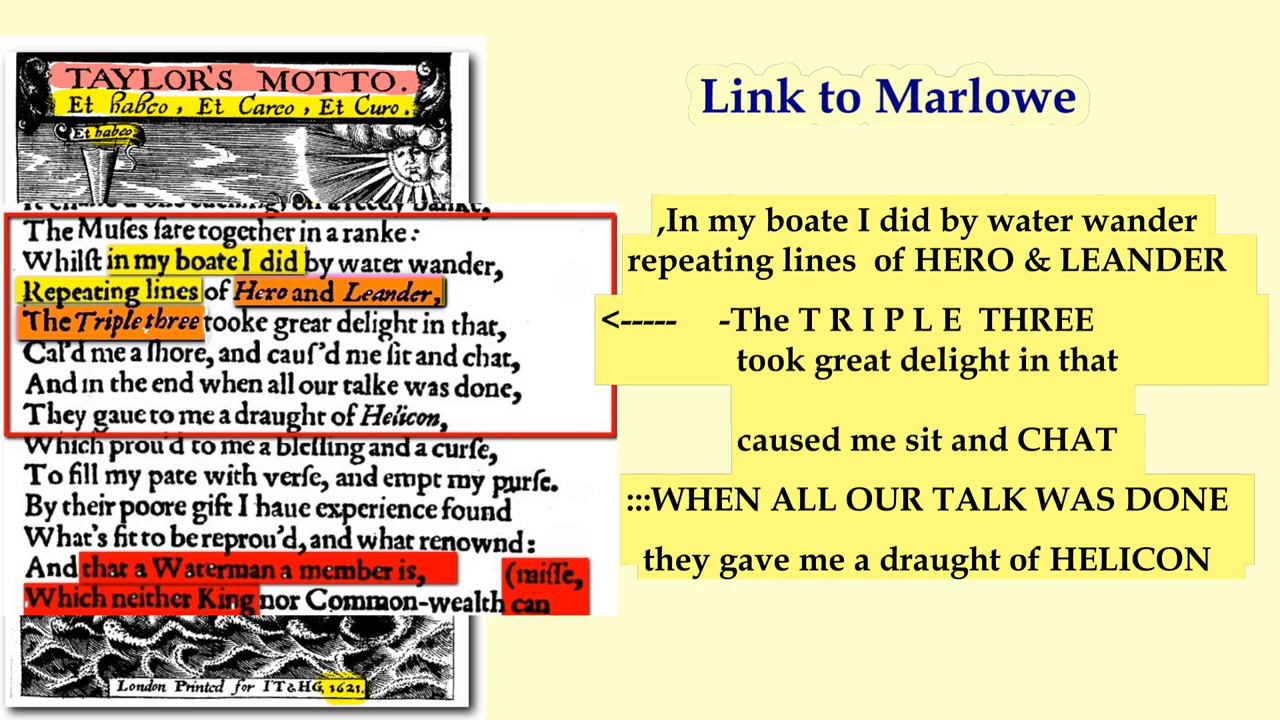 TAYLOR'S MOTTO.
Et habeo, Et Careo, Et Curo.
Et habeo
The Muſes ſate together in a ranke:
Whilſt in my boate I did by water wander,
Repeating lines of Hero and Leander,
The Triple three tooke great delight in that,
Cal'd me a ſhore, and cauſ'd me ſit and chat,
And in the end when all our talke was done,
They gaue to me a draught of Helicon,
Which prou'd to me a bleſſing and a curſe,
To fill my pate with verſe, and empt my purſe.
By their poore gift I haue experience found
What's fit to be reprou'd, and what renownd:
And that a Waterman a member is, (miſſe,
Which neither King nor Common-wealth can
London Printed for IT & HG, 1621.
Link to Marlowe
,In my boate I did by water wander
repeating lines of HERO & LEANDER
<----- -The T R I P L E THREE
took great delight in that
caused me sit and CHAT
:::WHEN ALL OUR TALK WAS DONE
they gave me a draught of HELICON